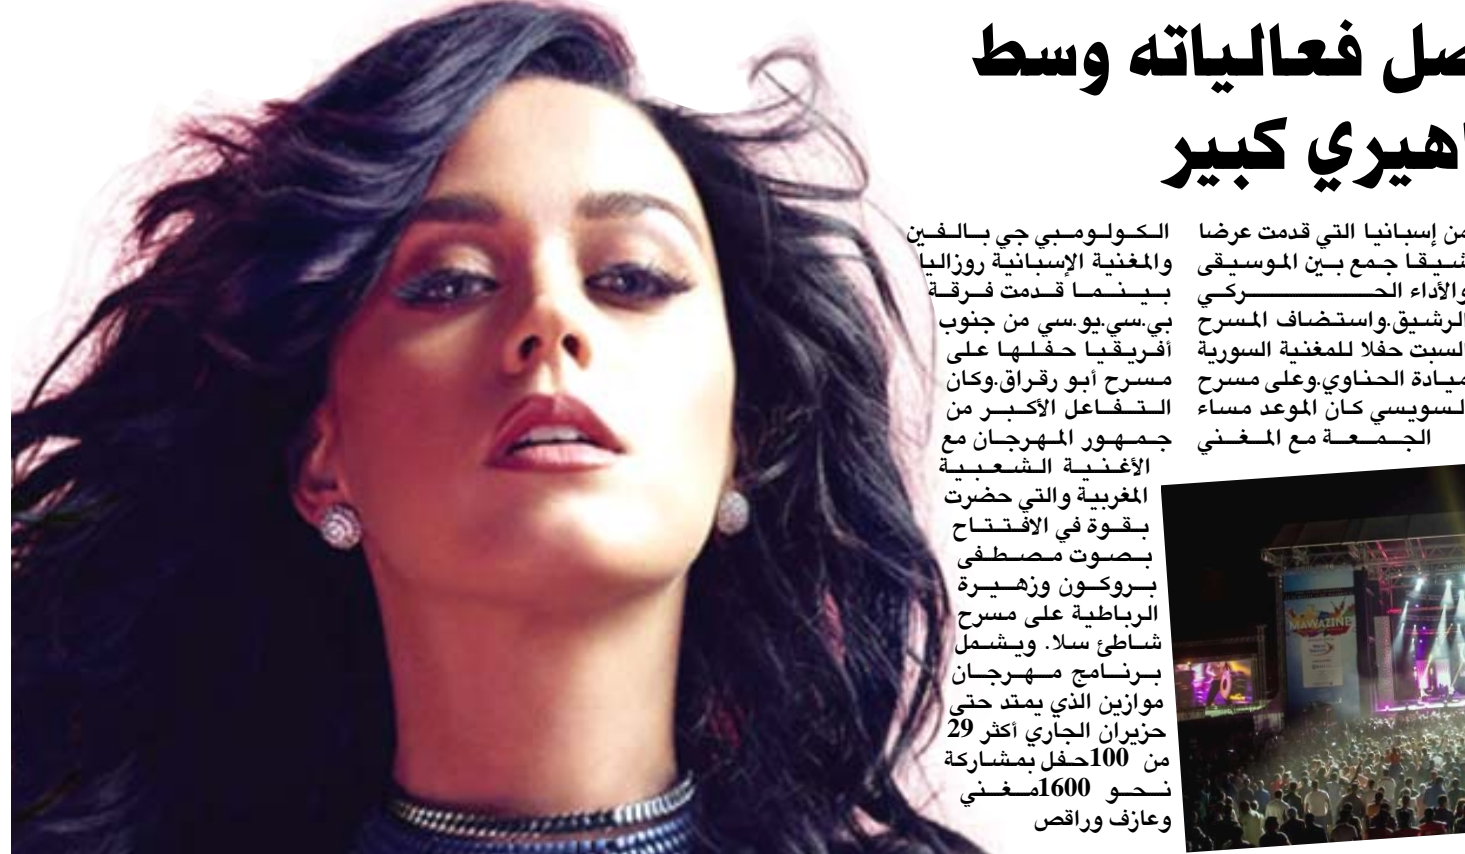 فعالياته وسط
كبير
من إسبانيا التي قدمت عرضا
شيقا جمع بين الموسيقى
والأداء الحركي
الرشيق.واستضاف المسرح
السبت حفلا للمغنية السورية
ميادة الحناوي.وعلى مسرح
السويسي كان الموعد مساء
الجمعة مع المغني
الكولومبي جي بالفين
والمغنية الإسبانية روزاليا
بينما قدمت فرقة
بي.سي.يو.سي من جنوب
أفريقيا حفلها على
مسرح أبو رقراق.وكان
التفاعل الأكبر من
جمهور المهرجان مع
الأغنية الشعبية
المغربية والتي حضرت
بقوة في الافتتاح
بصوت مصطفى
بروكون وزهيرة
الرباطية على مسرح
شاطئ سلا. ويشمل
برنامج مهرجان
موازين الذي يمتد حتى
29 حزيران الجاري أكثر
من 100حفل بمشاركة
نحو 1600مغني
وعازف وراقص
MAWAZINE